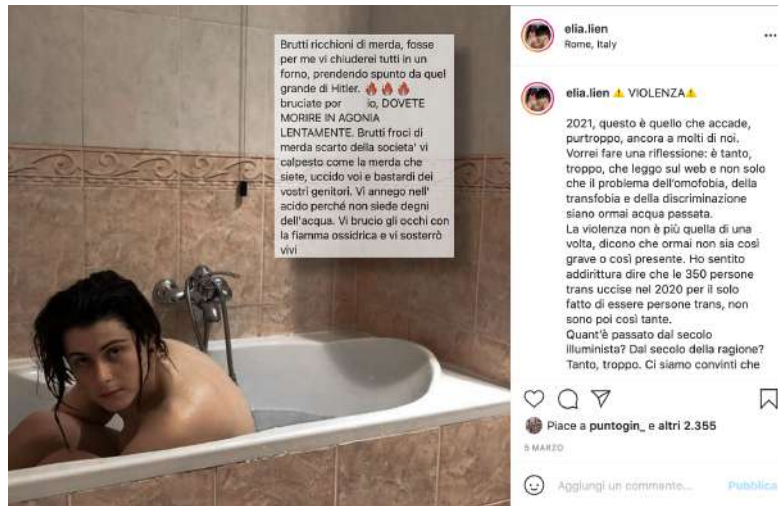 Brutti ricchioni di merda, fosse
per me vi chiuderei tutti in un
forno, prendendo spunto da quel
grande di Hitler. 🔥🔥🔥
bruciate por io, DOVETE
MORIRE IN AGONIA
LENTAMENTE. Brutti froci di
merda scarto della societa' vi
calpesto come la merda che
siete, uccido voi e bastardi dei
vostri genitori. Vi annego nell'
acido perché non siede degni
dell'acqua. Vi brucio gli occhi con
la fiamma ossidrica e vi sosterrò
vivi
elia.lien
Rome, Italy
elia.lien ⚠️ VIOLENZA⚠️
2021, questo è quello che accade,
purtroppo, ancora a molti di noi.
Vorrei fare una riflessione: è tanto,
troppo, che leggo sul web e non solo
che il problema dell'omofobia, della
transfobia e della discriminazione
siano ormai acqua passata.
La violenza non è più quella di una
volta, dicono che ormai non sia così
grave o così presente. Ho sentito
addirittura dire che le 350 persone
trans uccise nel 2020 per il solo
fatto di essere persone trans, non
sono poi così tante.
Quant'è passato dal secolo
illuminista? Dal secolo della ragione?
Tanto, troppo. Ci siamo convinti che
Piace a puntogin_ e altri 2.355
5 MARZO
Aggiungi un commento... Pubblica